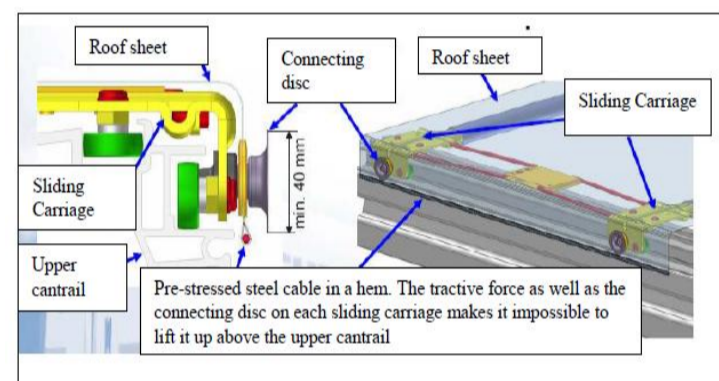 Roof sheet
Connecting
disc
Roof sheet
Sliding Carriage
min. 40 mm
Sliding
Carriage
Upper
cantrail
Pre-stressed steel cable in a hem. The tractive force as well as the
connecting disc on each sliding carriage makes it impossible to
lift it up above the upper cantrail